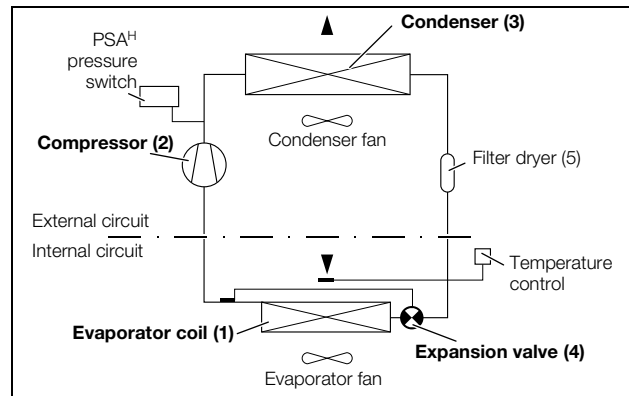 PSAH
pressure
switch
Condenser (3)
Compressor (2)
Condenser fan
Filter dryer (5)
External circuit
Internal circuit
Temperature
control
Evaporator coil (1)
Expansion valve (4)
Evaporator fan